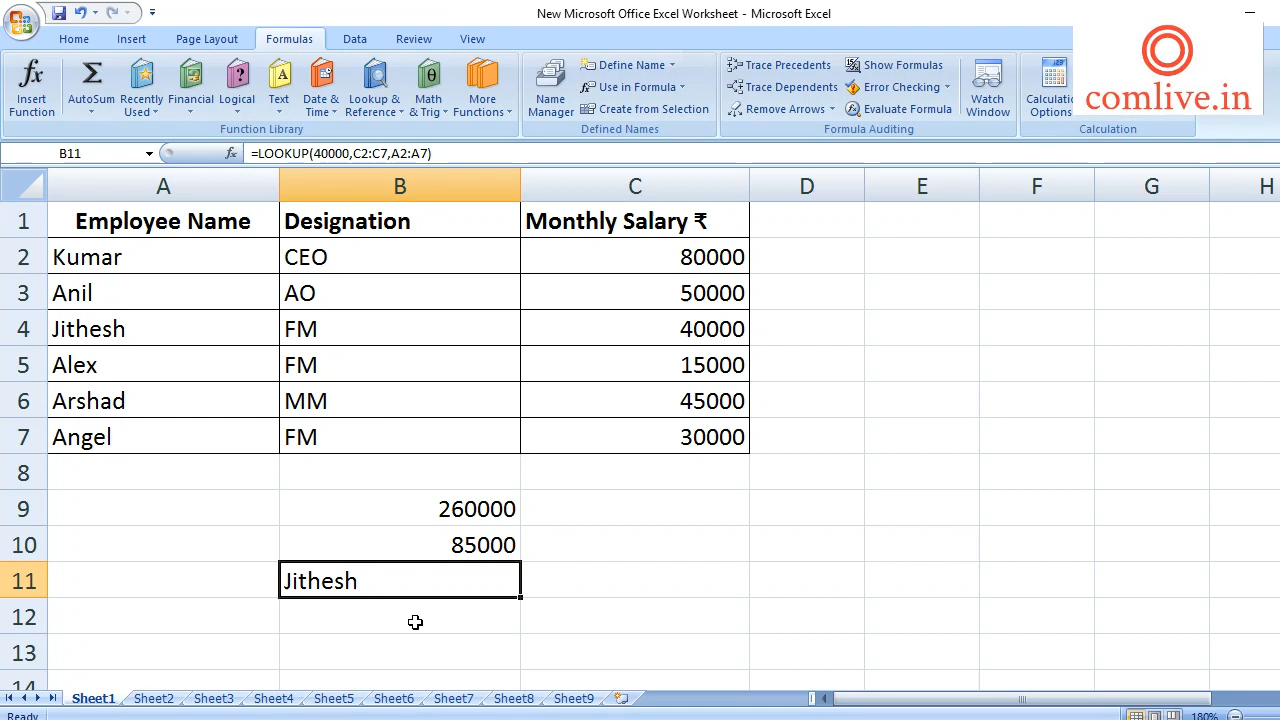 New Microsoft Office Excel Worksheet - Microsoft Excel
Home Insert Page Layout Formulas Data Review View
comlive.in
fx Insert Function
Σ AutoSum
Recently Used
Financial
Logical
Text
Date & Time
Lookup & Reference
Math & Trig
More Functions
Function Library
Name Manager
Define Name
Use in Formula
Create from Selection
Defined Names
Trace Precedents
Trace Dependents
Remove Arrows
Show Formulas
Error Checking
Evaluate Formula
Formula Auditing
Watch Window
Calculation
B11 fx =LOOKUP(40000,C2:C7,A2:A7)
A B C D E F G H
1 Employee Name Designation Monthly Salary ₹
2 Kumar CEO 80000
3 Anil AO 50000
4 Jithesh FM 40000
5 Alex FM 15000
6 Arshad MM 45000
7 Angel FM 30000
8
9 260000
10 85000
11 Jithesh
12
13
14
Sheet1 Sheet2 Sheet3 Sheet4 Sheet5 Sheet6 Sheet7 Sheet8 Sheet9
Ready 180%